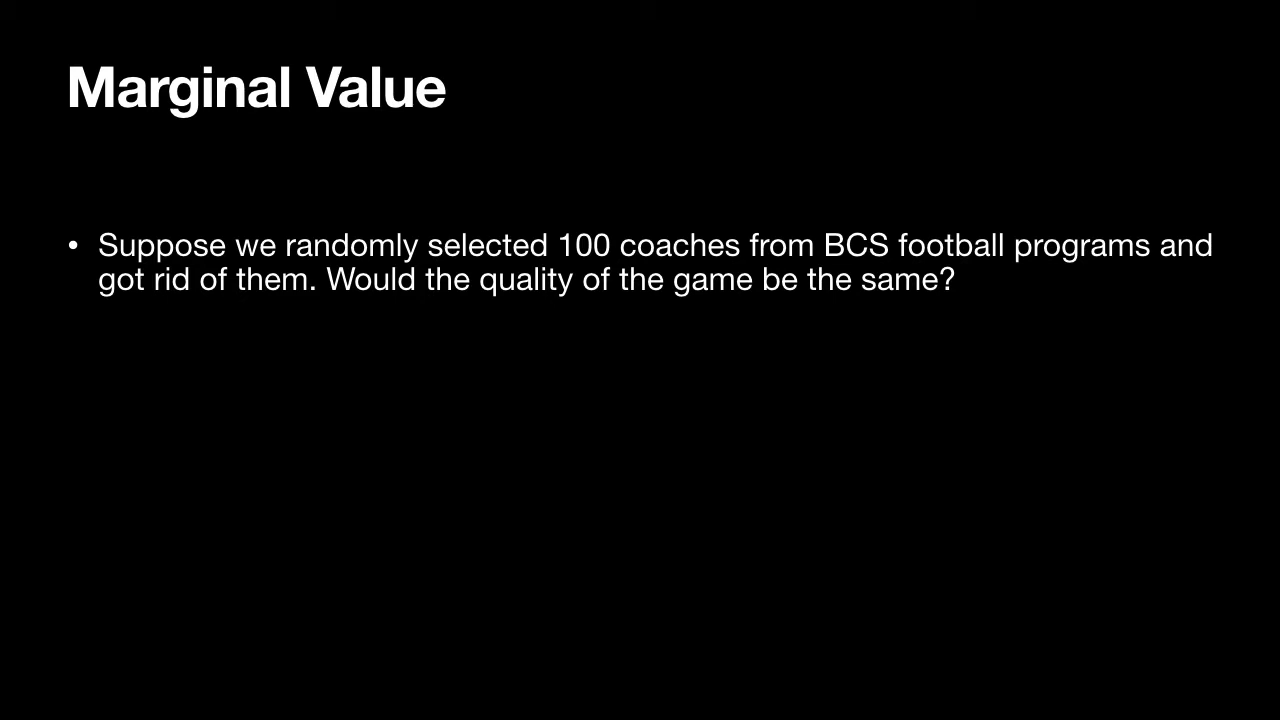 Marginal Value
• Suppose we randomly selected 100 coaches from BCS football programs and
got rid of them. Would the quality of the game be the same?